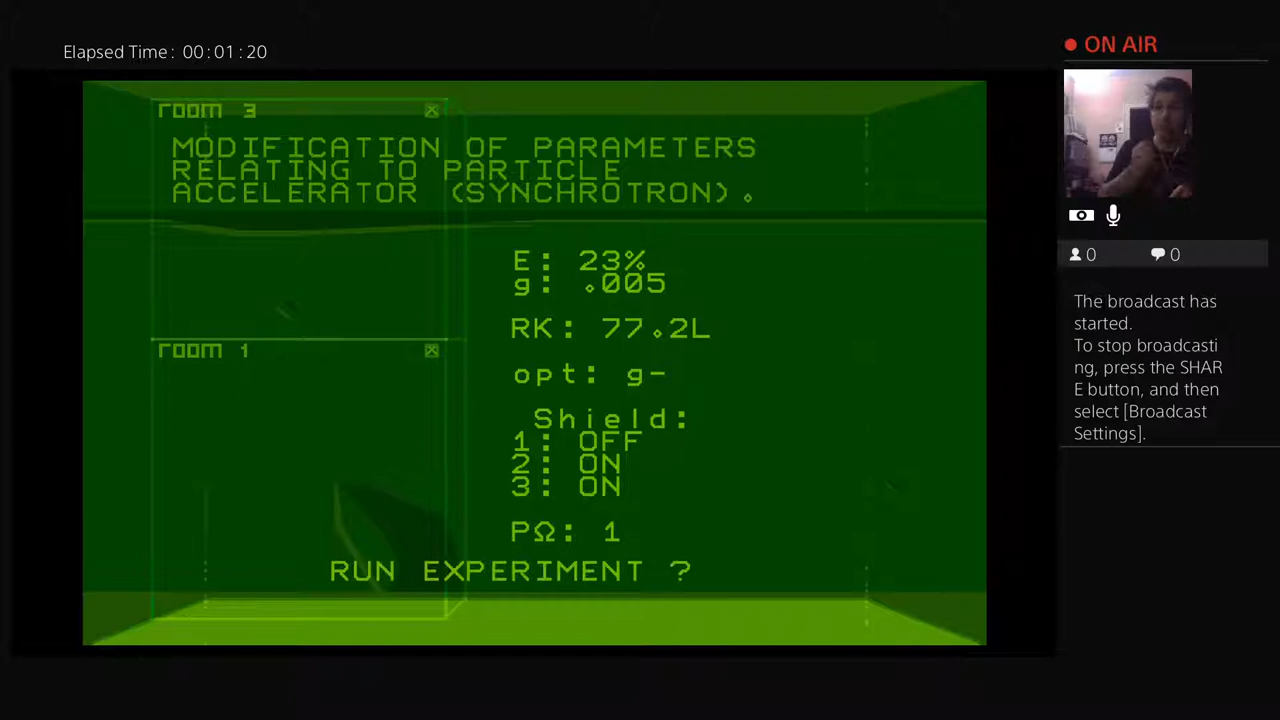 Elapsed Time: 00:01:20
ON AIR
room 3
MODIFICATION OF PARAMETERS
RELATING TO PARTICLE
ACCELERATOR (SYNCHROTRON).
E: 23%
g: .005
RK: 77.2L
opt: g-
room 1
Shield:
1: OFF
2: ON
3: ON
PΩ: 1
RUN EXPERIMENT ?
0
0
The broadcast has
started.
To stop broadcasti
ng, press the SHAR
E button, and then
select [Broadcast
Settings].